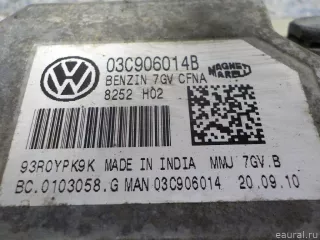 03C906014B
BENZIN 7GV CFNA
8252 H02
MAGNETI
MARELLI
93R0YPK9K MADE IN INDIA MMJ 7GV.B
BC.0103058.G MAN 03C906014 20.09.10
eaural.ru